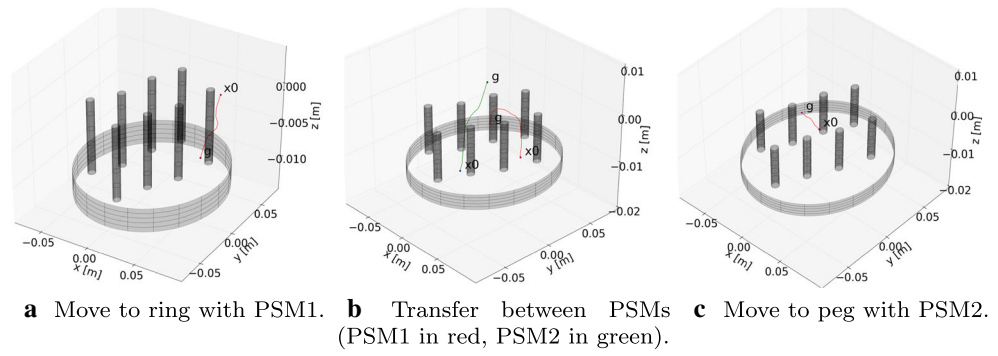 x0
g
0.000
−0.005
−0.010
z [m]
−0.05
0.00
0.05
x [m]
−0.05
0.00
0.05
y [m]
g
g
x0
x0
0.01
0.00
−0.01
−0.02
z [m]
−0.05
0.00
0.05
x [m]
−0.05
0.00
0.05
y [m]
g
x0
0.01
0.00
−0.01
−0.02
z [m]
−0.05
0.00
0.05
x [m]
−0.05
0.00
0.05
y [m]
a Move to ring with PSM1.
b Transfer between PSMs
(PSM1 in red, PSM2 in green).
c Move to peg with PSM2.